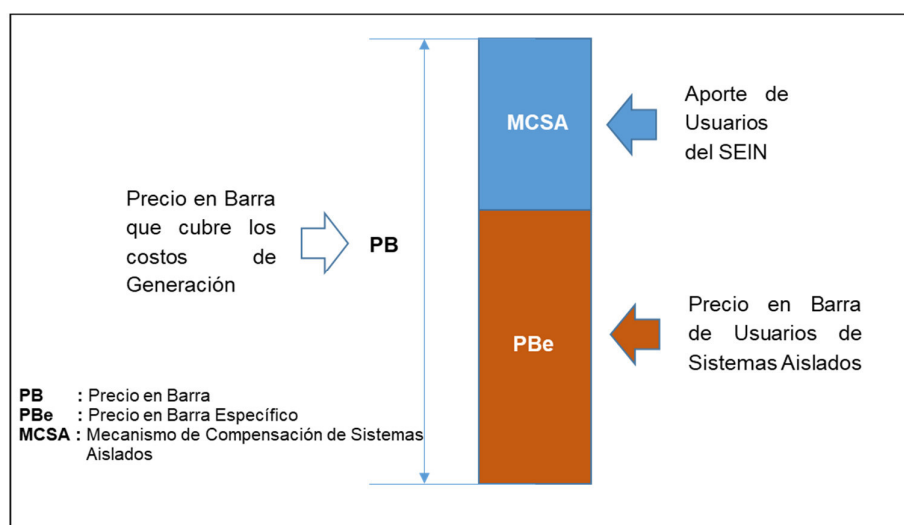 MCSA
Aporte de
Usuarios
del SEIN
Precio en Barra
que cubre los
costos de
Generación
PB
PBe
Precio en Barra
de Usuarios de
Sistemas Aislados
PB : Precio en Barra
PBe : Precio en Barra Específico
MCSA : Mecanismo de Compensación de Sistemas
Aislados